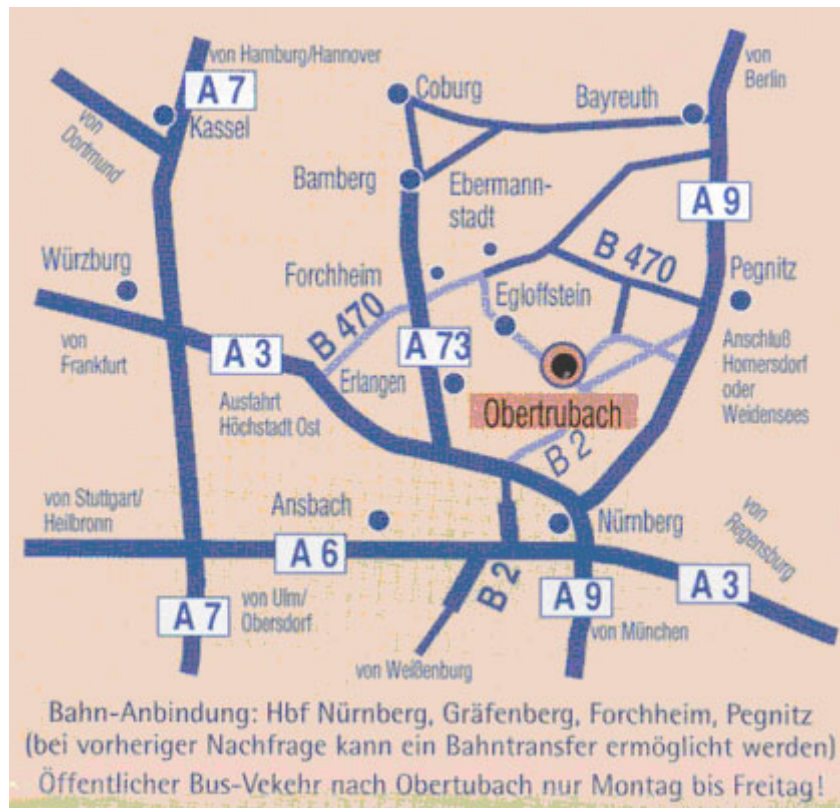 von Hamburg/Hannover
A 7
Kassel
von
Dortmund
Coburg
Bayreuth
von
Berlin
Bamberg
Ebermann-
stadt
A 9
Würzburg
Forchheim
B 470
Pegnitz
Egloffstein
B 470
von
Frankfurt
A 3
A 73
Anschluß
Homersdorf
oder
Weidensees
Erlangen
Ausfahrt
Höchstadt Ost
Obertrubach
B 2
von Stuttgart/
Heilbronn
Ansbach
Nürnberg
von
Regensburg
A 6
B 2
A 3
A 7
von Ulm/
Obersdorf
A 9
von München
von Weißenburg
Bahn-Anbindung: Hbf Nürnberg, Gräfenberg, Forchheim, Pegnitz
(bei vorheriger Nachfrage kann ein Bahntransfer ermöglicht werden)
Öffentlicher Bus-Vekehr nach Obertubach nur Montag bis Freitag!